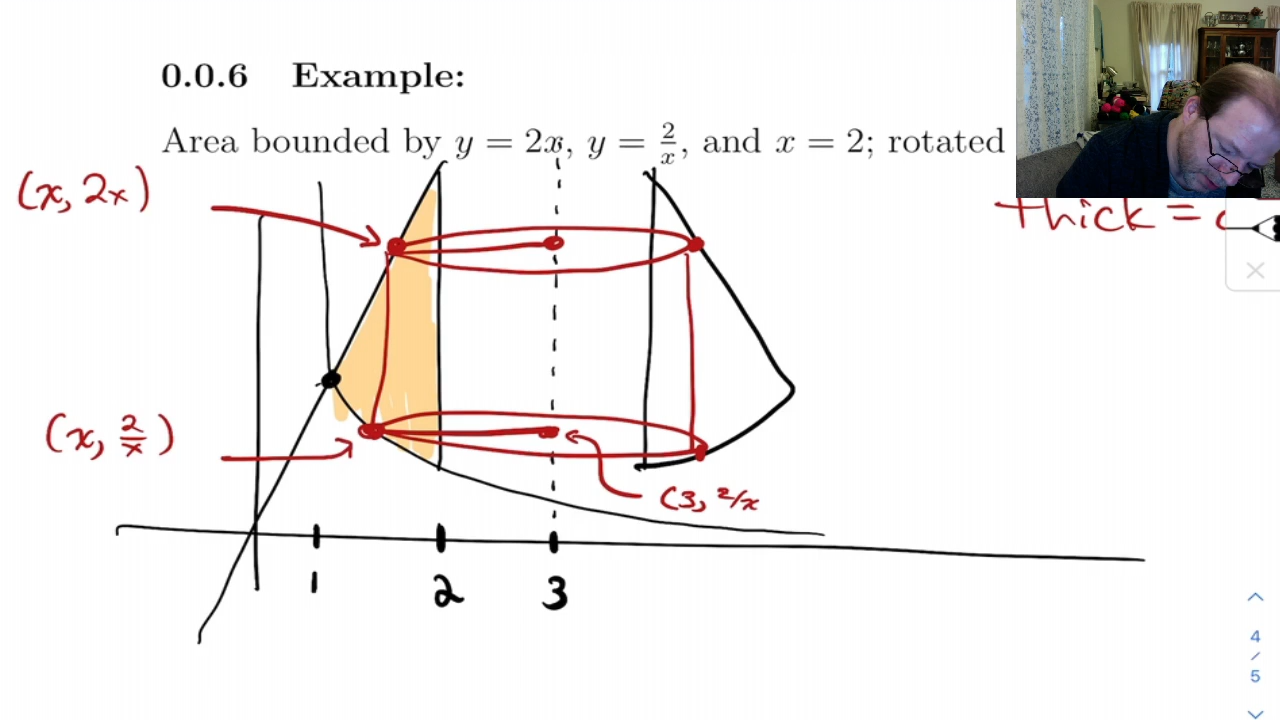 0.0.6 Example:
Area bounded by y = 2x, y = 2/x, and x = 2; rotated
(x, 2x)
thick =
(x, 2/x)
(3, 2/x
1 2 3
4
/
5